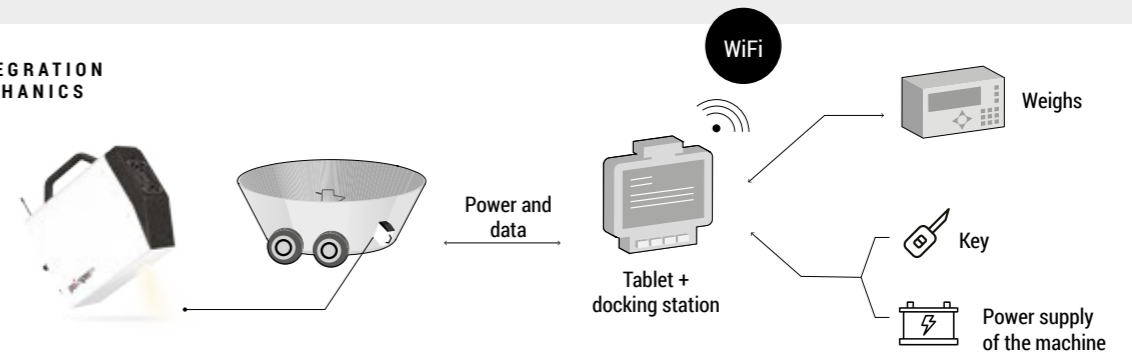 EGRATION
HANICS
WiFi
Weighs
Power and
data
Key
Tablet +
docking station
Power supply
of the machine